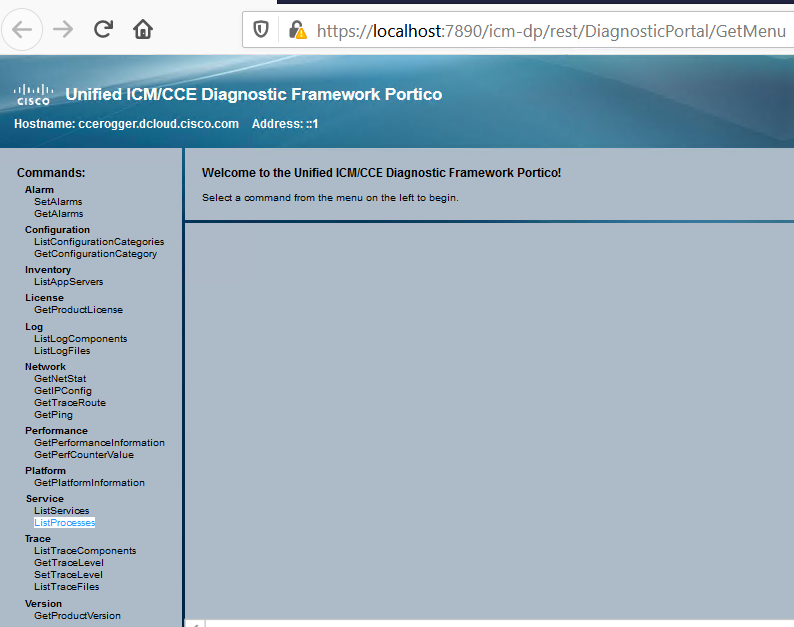 https://localhost:7890/icm-dp/rest/DiagnosticPortal/GetMenu
CISCO
Unified ICM/CCE Diagnostic Framework Portico
Hostname: ccerogger.dcloud.cisco.com Address: ::1
Commands:
Alarm
SetAlarms
GetAlarms
Configuration
ListConfigurationCategories
GetConfigurationCategory
Inventory
ListAppServers
License
GetProductLicense
Log
ListLogComponents
ListLogFiles
Network
GetNetStat
GetIPConfig
GetTraceRoute
GetPing
Performance
GetPerformanceInformation
GetPerfCounterValue
Platform
GetPlatformInformation
Service
ListServices
ListProcesses
Trace
ListTraceComponents
GetTraceLevel
SetTraceLevel
ListTraceFiles
Version
GetProductVersion
Welcome to the Unified ICM/CCE Diagnostic Framework Portico!
Select a command from the menu on the left to begin.